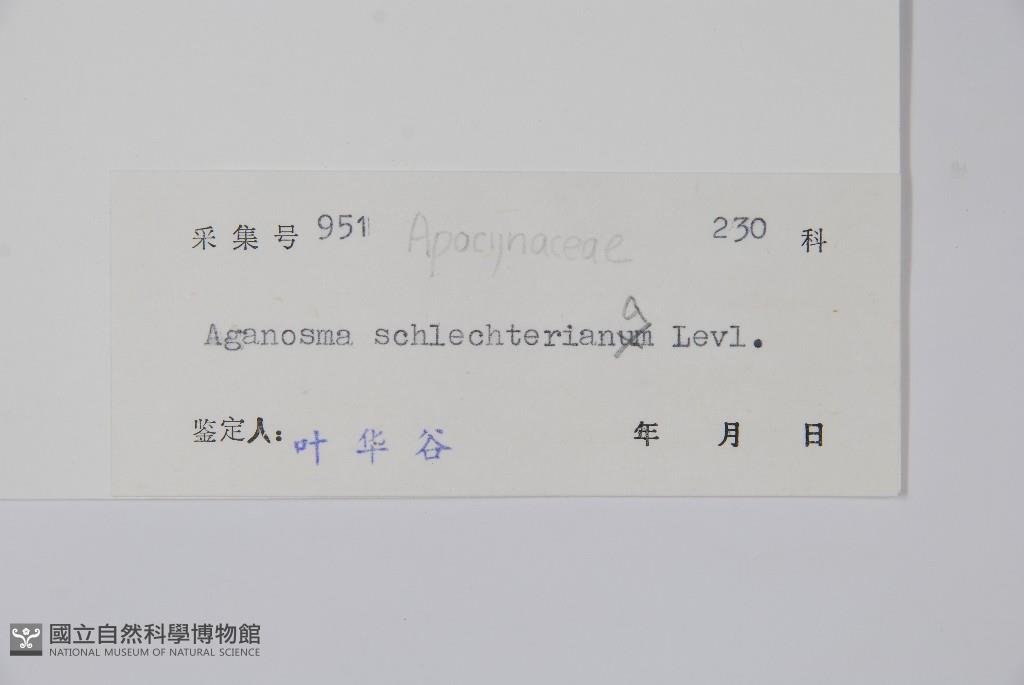 采集号 951 Apocynaceae 230 科
a
Aganosma schlechterianum Levl.
鉴定人: 叶华谷 年 月 日
國立自然科學博物館
NATIONAL MUSEUM OF NATURAL SCIENCE